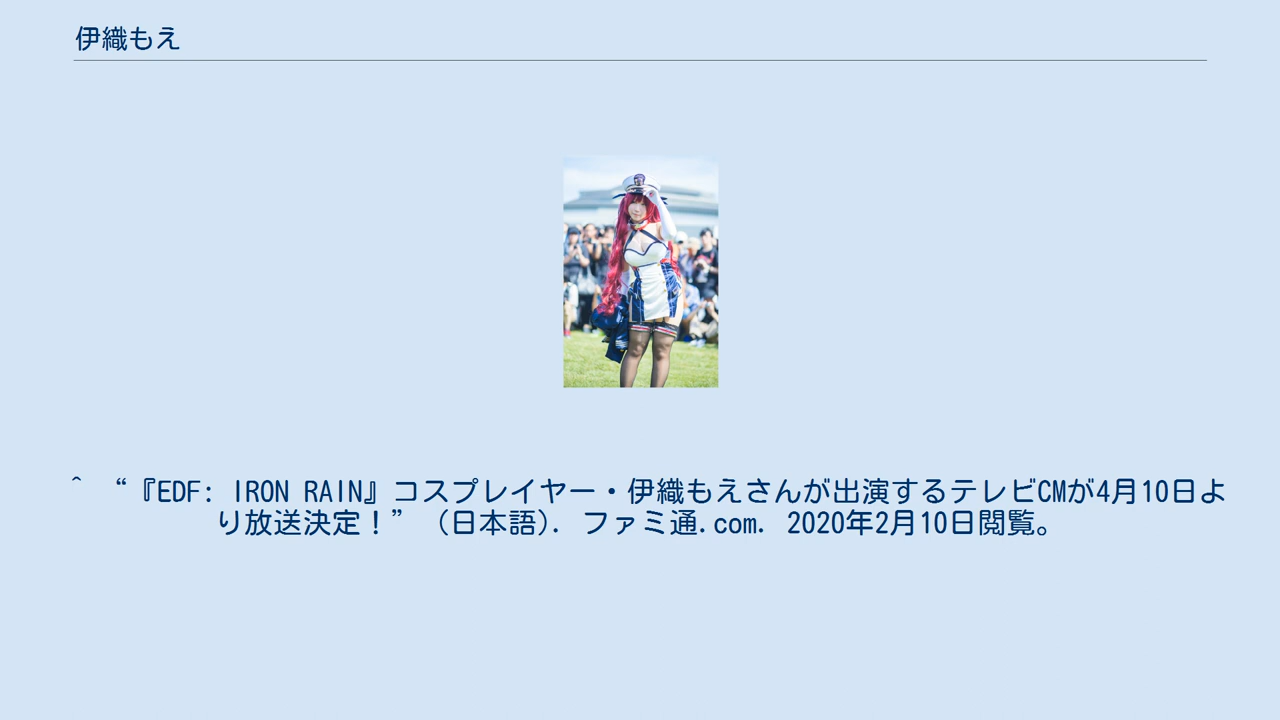 伊織もえ
^ “『EDF: IRON RAIN』コスプレイヤー・伊織もえさんが出演するテレビCMが4月10日よ
り放送決定！” (日本語). ファミ通.com. 2020年2月10日閲覧。